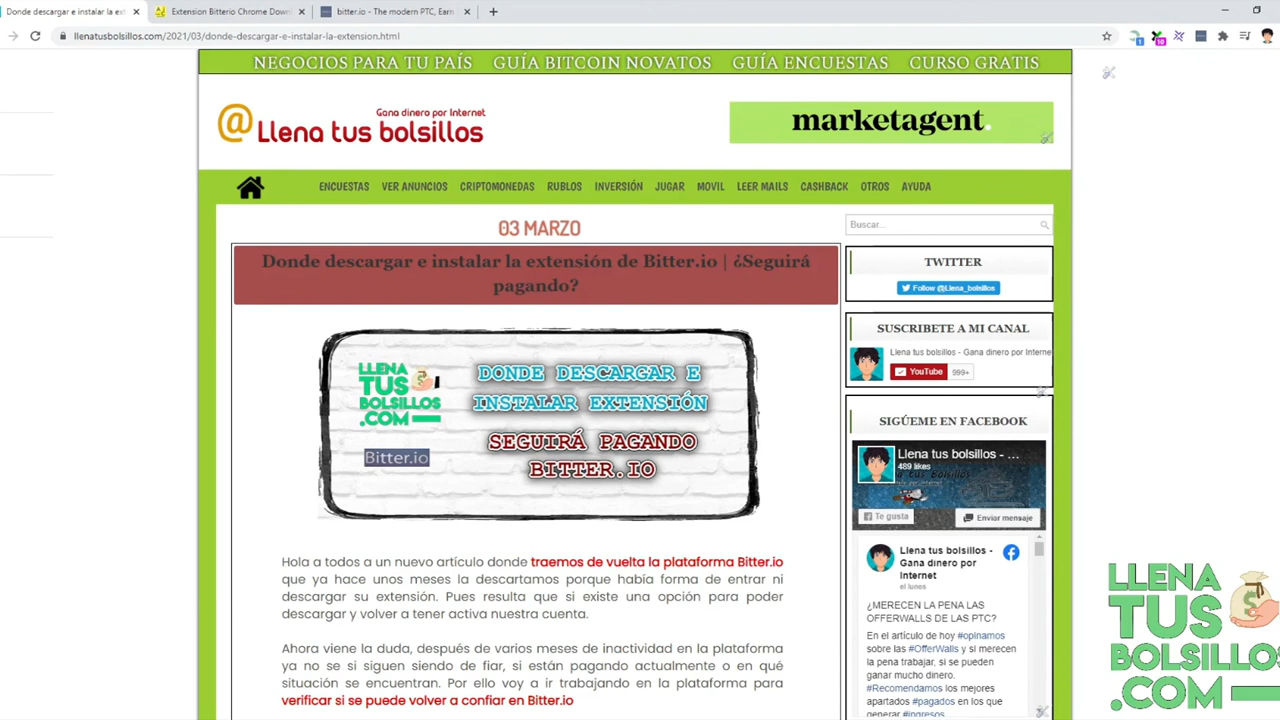 Donde descargar e instalar la ext
Extension Bitterio Chrome Down
bitter.io - The modern PTC, Earn
llenatusbolsillos.com/2021/03/donde-descargar-e-instalar-la-extension.html
1
10
NEGOCIOS PARA TU PAÍS GUÍA BITCOIN NOVATOS GUÍA ENCUESTAS CURSO GRATIS
Gana dinero por Internet
@Llena tus bolsillos
marketagent.
ENCUESTAS VER ANUNCIOS CRIPTOMONEDAS RUBLOS INVERSIÓN JUGAR MOVIL LEER MAILS CASHBACK OTROS AYUDA
03 MARZO
Donde descargar e instalar la extensión de Bitter.io | ¿Seguirá
pagando?
LLENA
TUS
BOLSILLOS
.COM
Bitter.io
DONDE DESCARGAR E
INSTALAR EXTENSIÓN
SEGUIRÁ PAGANDO
BITTER.IO
Hola a todos a un nuevo artículo donde traemos de vuelta la plataforma Bitter.io
que ya hace unos meses la descartamos porque había forma de entrar ni
descargar su extensión. Pues resulta que si existe una opción para poder
descargar y volver a tener activa nuestra cuenta.
Ahora viene la duda, después de varios meses de inactividad en la plataforma
ya no se si siguen siendo de fiar, si están pagando actualmente o en qué
situación se encuentran. Por ello voy a ir trabajando en la plataforma para
verificar si se puede volver a confiar en Bitter.io
Buscar...
TWITTER
Follow @Llena_bolsillos
SUSCRIBETE A MI CANAL
Llena tus bolsillos - Gana dinero por Interne
YouTube 999+
SIGÚEME EN FACEBOOK
Llena tus bolsillos - ...
489 likes
Te gusta
Enviar mensaje
Llena tus bolsillos -
Gana dinero por
Internet
el lunes
¿MERECEN LA PENA LAS
OFFERWALLS DE LAS PTC?
En el artículo de hoy #opinamos
sobre las #OfferWalls y si merecen
la pena trabajar, si se pueden
ganar mucho dinero.
#Recomendamos los mejores
apartados #pagados en los que
generar #ingresos
LLENA
TUS
BOLSILLOS
.COM